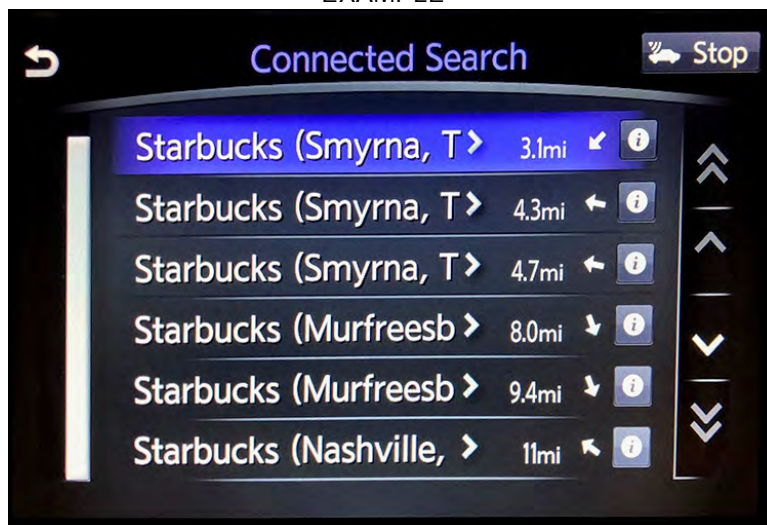 Connected Search
Stop
Starbucks (Smyrna, T 3.1mi
Starbucks (Smyrna, T 4.3mi
Starbucks (Smyrna, T 4.7mi
Starbucks (Murfreesb 8.0mi
Starbucks (Murfreesb 9.4mi
Starbucks (Nashville, 11mi